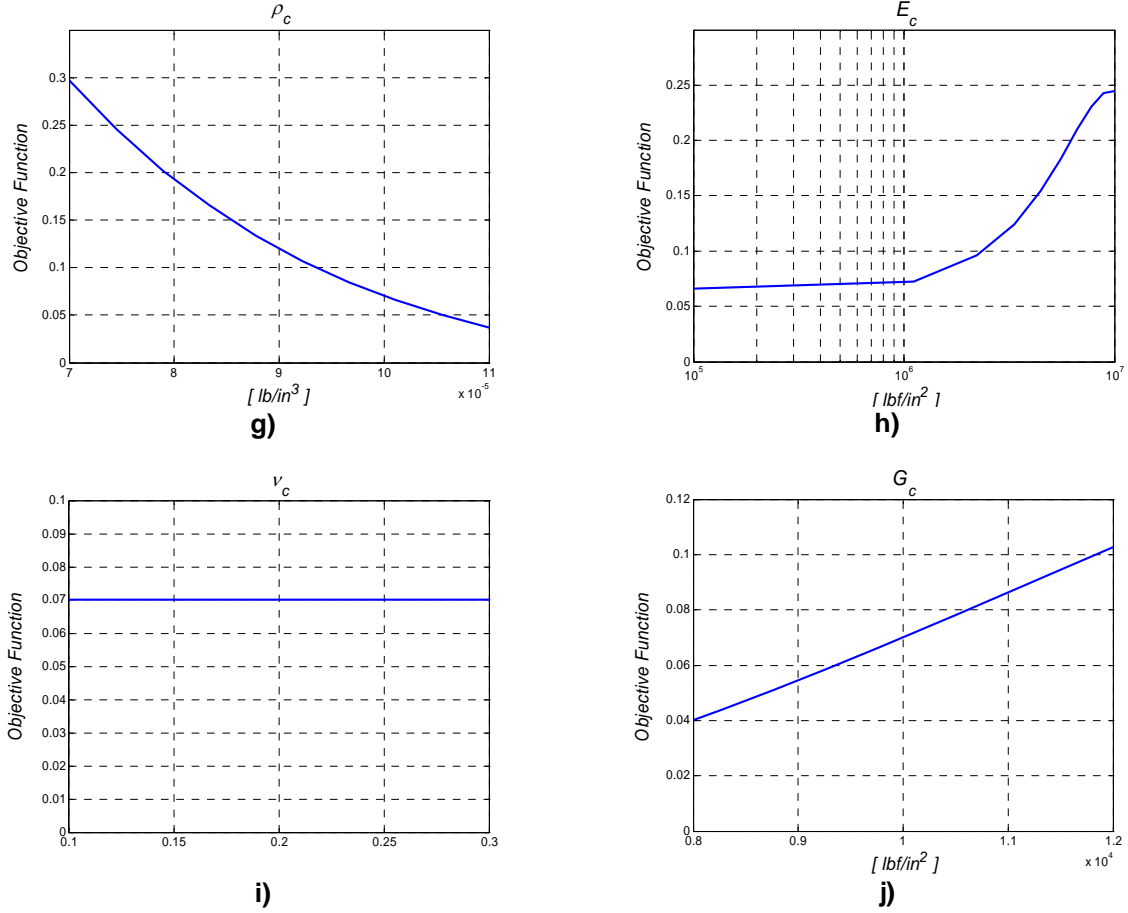 ρc
0.3
0.25
0.2
0.15
0.1
0.05
0
Objective Function
7
8
9
10
11
x 10-5
[ lb/in3 ]
g)
Ec
0.25
0.2
0.15
0.1
0.05
0
Objective Function
105
106
107
[ lbf/in2 ]
h)
νc
0.1
0.09
0.08
0.07
0.06
0.05
0.04
0.03
0.02
0.01
0
Objective Function
0.1
0.15
0.2
0.25
0.3
i)
Gc
0.12
0.1
0.08
0.06
0.04
0.02
0
Objective Function
0.8
0.9
1
1.1
1.2
x 104
[ lbf/in2 ]
j)